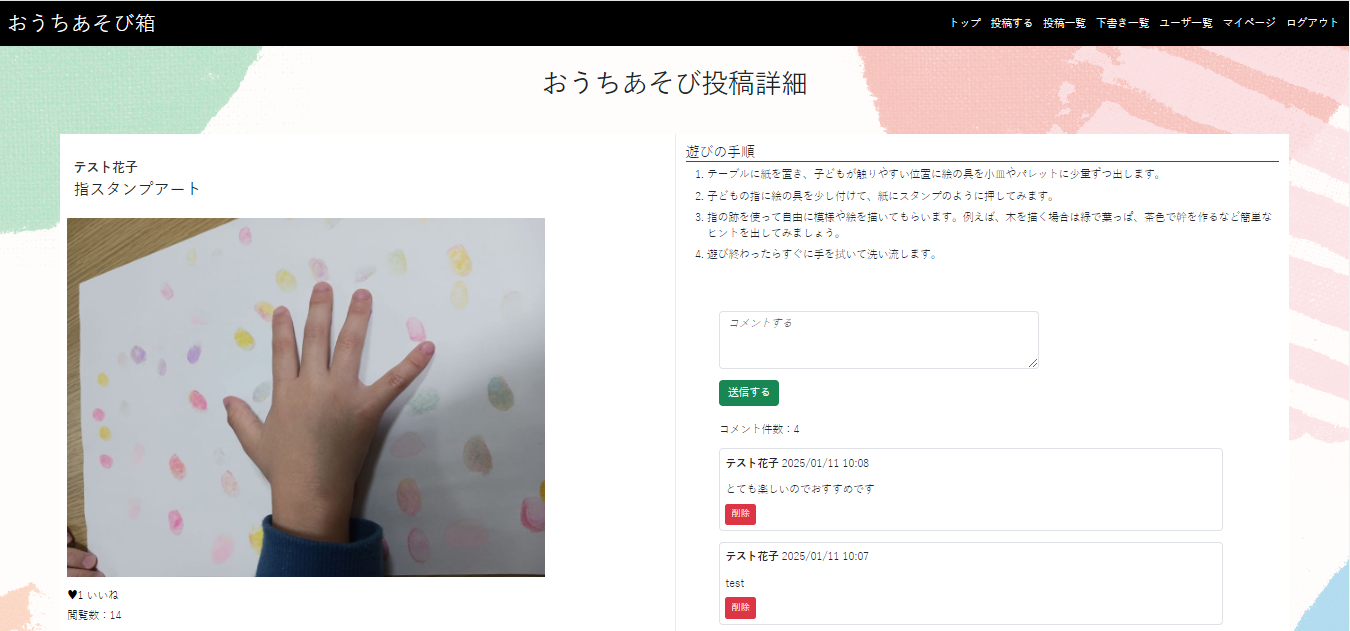 おうちあそび箱
トップ 投稿する 投稿一覧 下書き一覧 ユーザ一覧 マイページ ログアウト
おうちあそび投稿詳細
テスト花子
指スタンプアート
♥1 いいね
閲覧数：14
遊びの手順
1. テーブルに紙を置き、子どもが触りやすい位置に絵の具を小皿やパレットに少量ずつ出します。
2. 子どもの指に絵の具を少し付けて、紙にスタンプのように押してみます。
3. 指の跡を使って自由に模様や絵を描いてもらいます。例えば、木を描く場合は緑で葉っぱ、茶色で幹を作るなど簡単な
ヒントを出してみましょう。
4. 遊び終わったらすぐに手を拭いて洗い流します。
コメントする
送信する
コメント件数：4
テスト花子 2025/01/11 10:08
とても楽しいのでおすすめです
削除
テスト花子 2025/01/11 10:07
test
削除